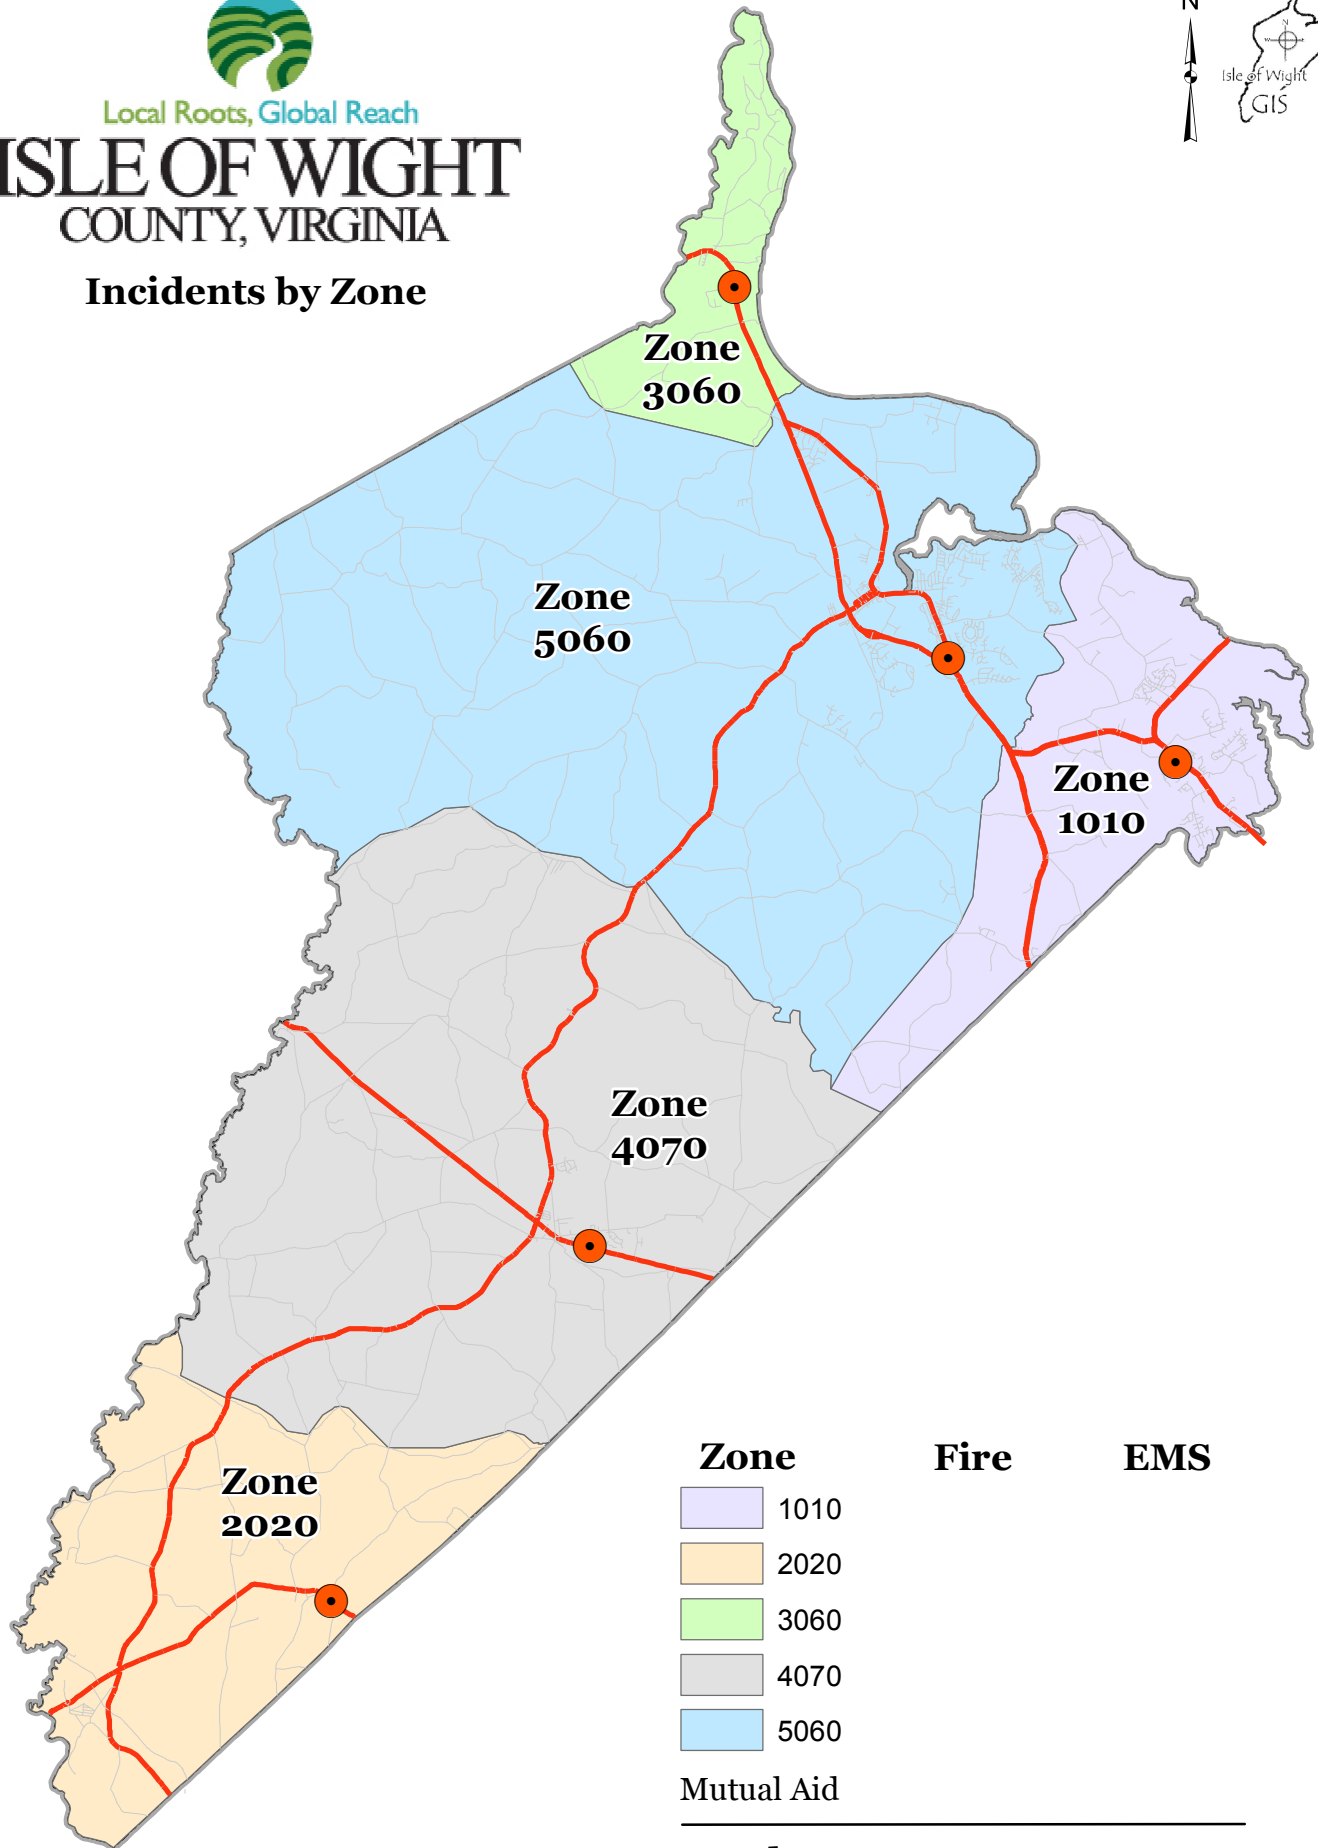 Local Roots, Global Reach
ISLE OF WIGHT
COUNTY, VIRGINIA
Incidents by Zone
N
N
Isle of Wight
GIS
Zone
3060
Zone
5060
Zone
1010
Zone
4070
Zone
2020
Zone Fire EMS
1010
2020
3060
4070
5060
Mutual Aid